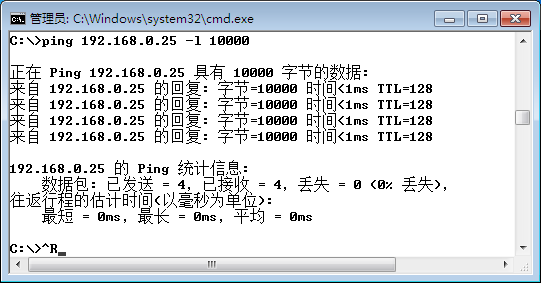 管理员: C:\Windows\system32\cmd.exe
C:\>ping 192.168.0.25 -l 10000
正在 Ping 192.168.0.25 具有 10000 字节的数据:
来自 192.168.0.25 的回复: 字节=10000 时间<1ms TTL=128
来自 192.168.0.25 的回复: 字节=10000 时间<1ms TTL=128
来自 192.168.0.25 的回复: 字节=10000 时间<1ms TTL=128
来自 192.168.0.25 的回复: 字节=10000 时间<1ms TTL=128
192.168.0.25 的 Ping 统计信息:
数据包: 已发送 = 4, 已接收 = 4, 丢失 = 0 (0% 丢失),
往返行程的估计时间(以毫秒为单位):
最短 = 0ms, 最长 = 0ms, 平均 = 0ms
C:\>^R